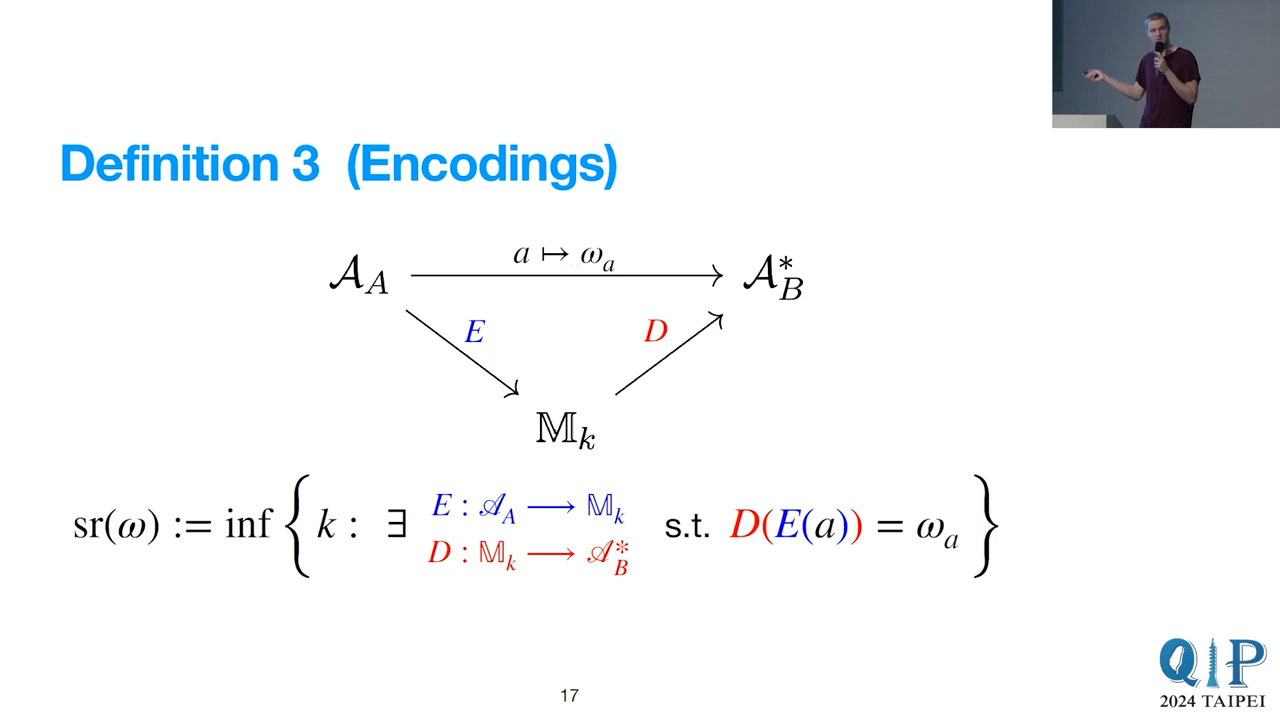 Definition 3 (Encodings)
𝒜_A a ↦ ω_a 𝒜*_B
E D
𝕄_k
sr(ω) := inf { k : ∃ E : 𝒜_A ⟶ 𝕄_k D : 𝕄_k ⟶ 𝒜*_B s.t. D(E(a)) = ω_a }
17
QIP
2024 TAIPEI